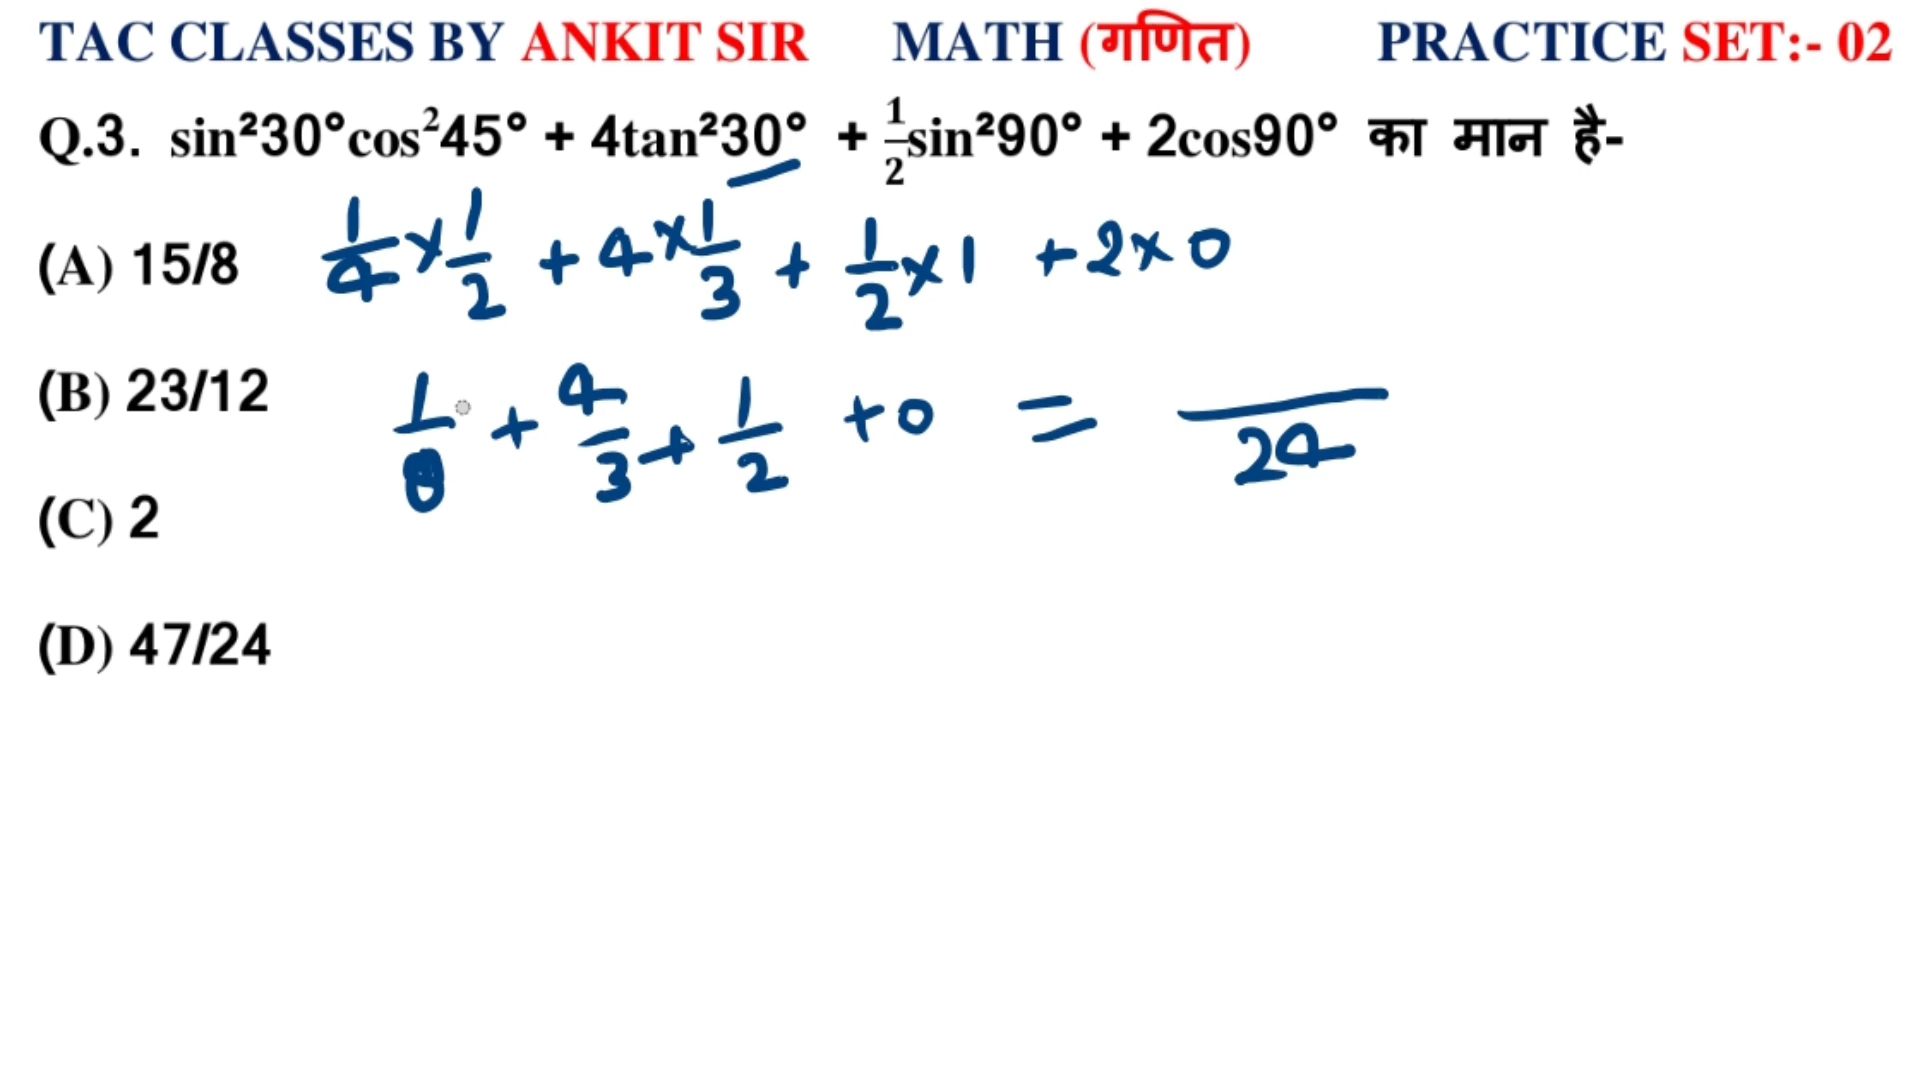 TAC CLASSES BY ANKIT SIR MATH (गणित) PRACTICE SET:- 02
Q.3. sin²30°cos²45° + 4tan²30° + 1/2 sin²90° + 2cos90° का मान है-
(A) 15/8
1/4 × 1/2 + 4 × 1/3 + 1/2 × 1 + 2 × 0
(B) 23/12
1/8 + 4/3 + 1/2 + 0 = /24
(C) 2
(D) 47/24